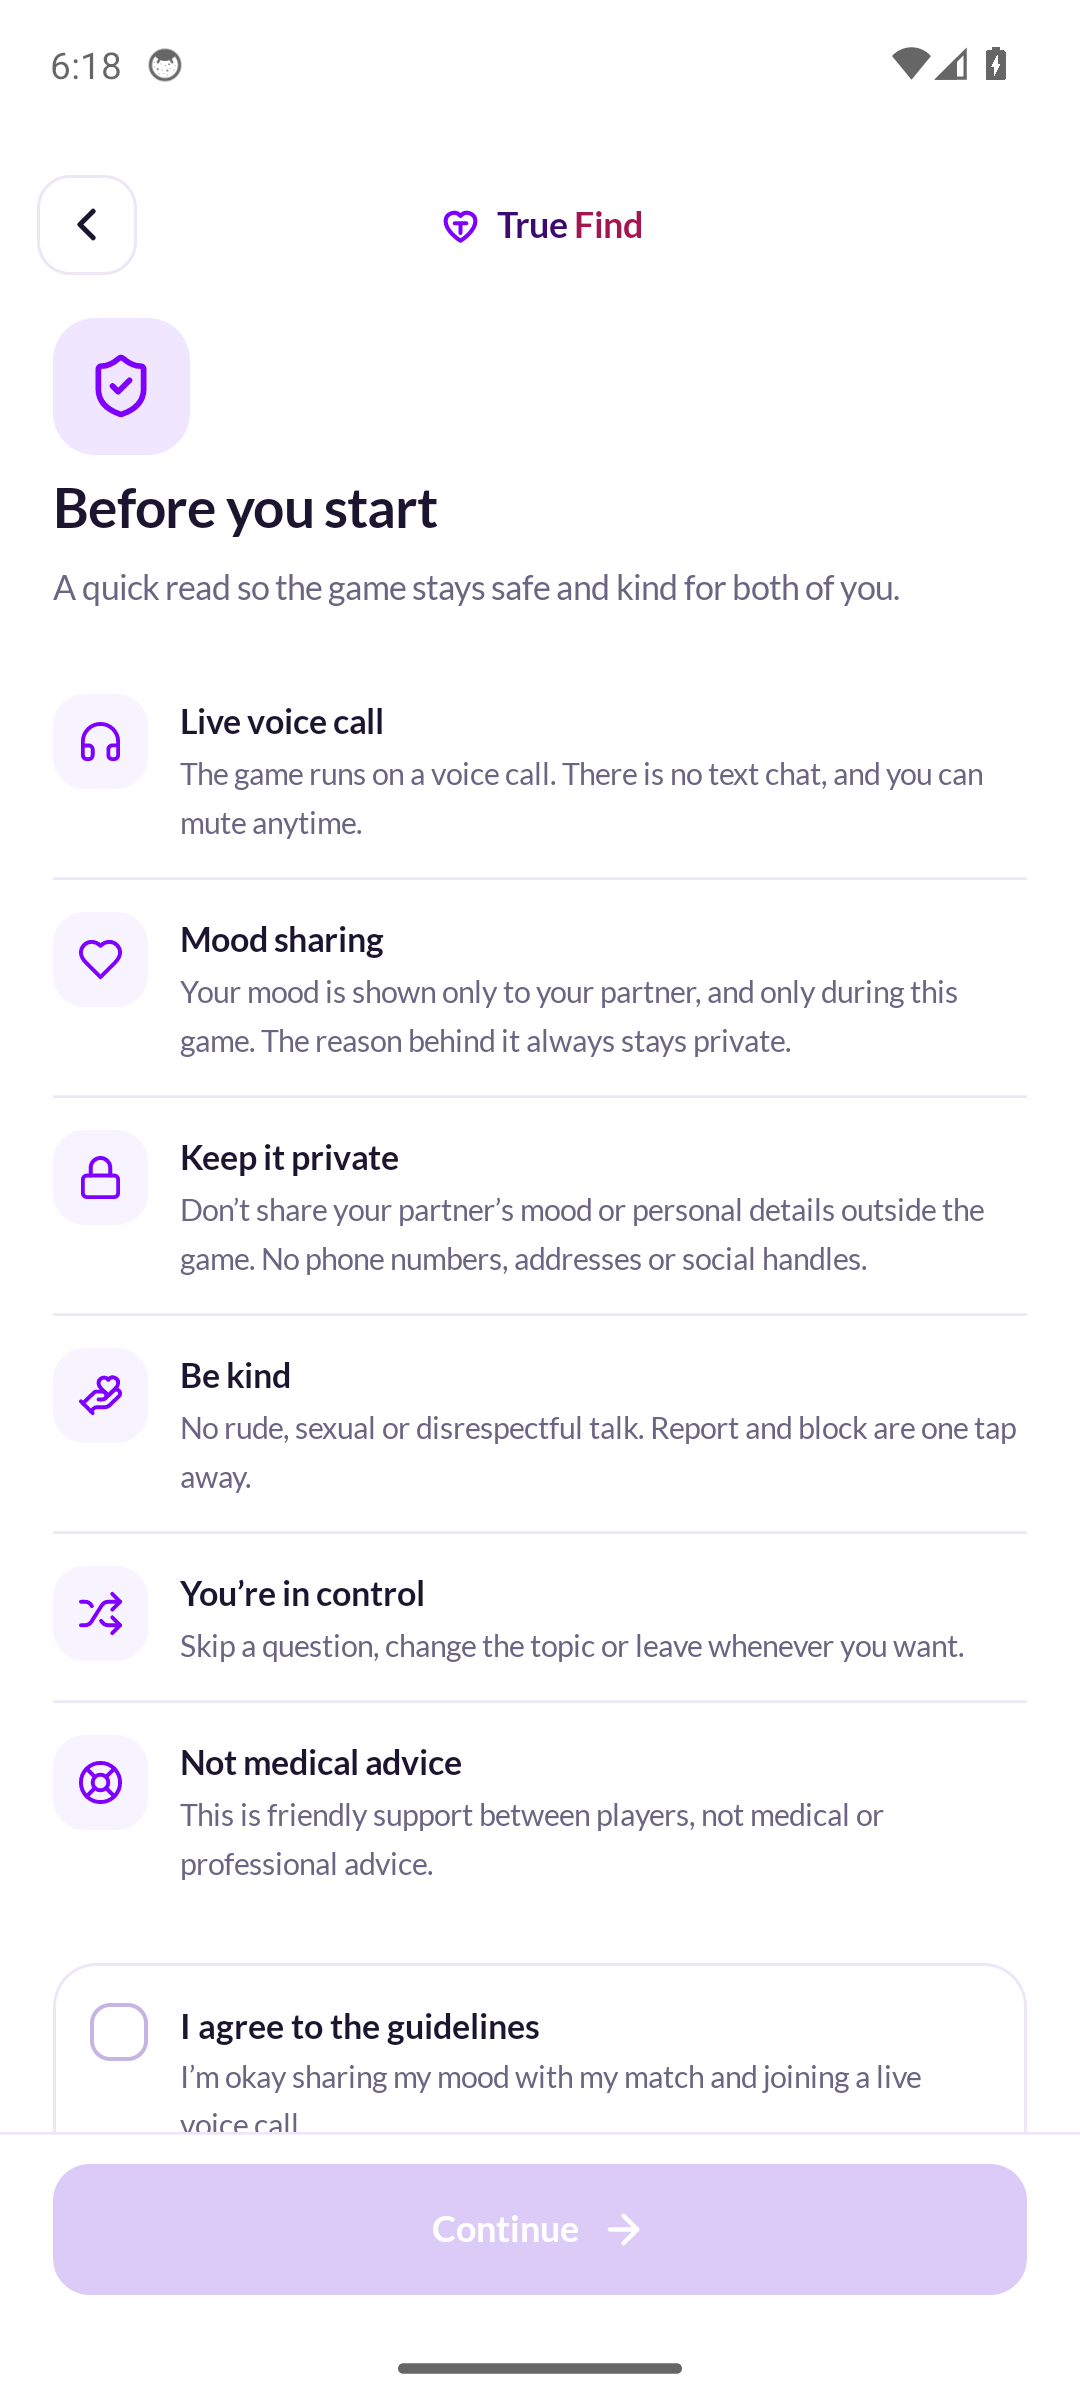 6:18
True Find
Before you start
A quick read so the game stays safe and kind for both of you.
Live voice call
The game runs on a voice call. There is no text chat, and you can
mute anytime.
Mood sharing
Your mood is shown only to your partner, and only during this
game. The reason behind it always stays private.
Keep it private
Don’t share your partner’s mood or personal details outside the
game. No phone numbers, addresses or social handles.
Be kind
No rude, sexual or disrespectful talk. Report and block are one tap
away.
You’re in control
Skip a question, change the topic or leave whenever you want.
Not medical advice
This is friendly support between players, not medical or
professional advice.
I agree to the guidelines
I’m okay sharing my mood with my match and joining a live
voice call
Continue